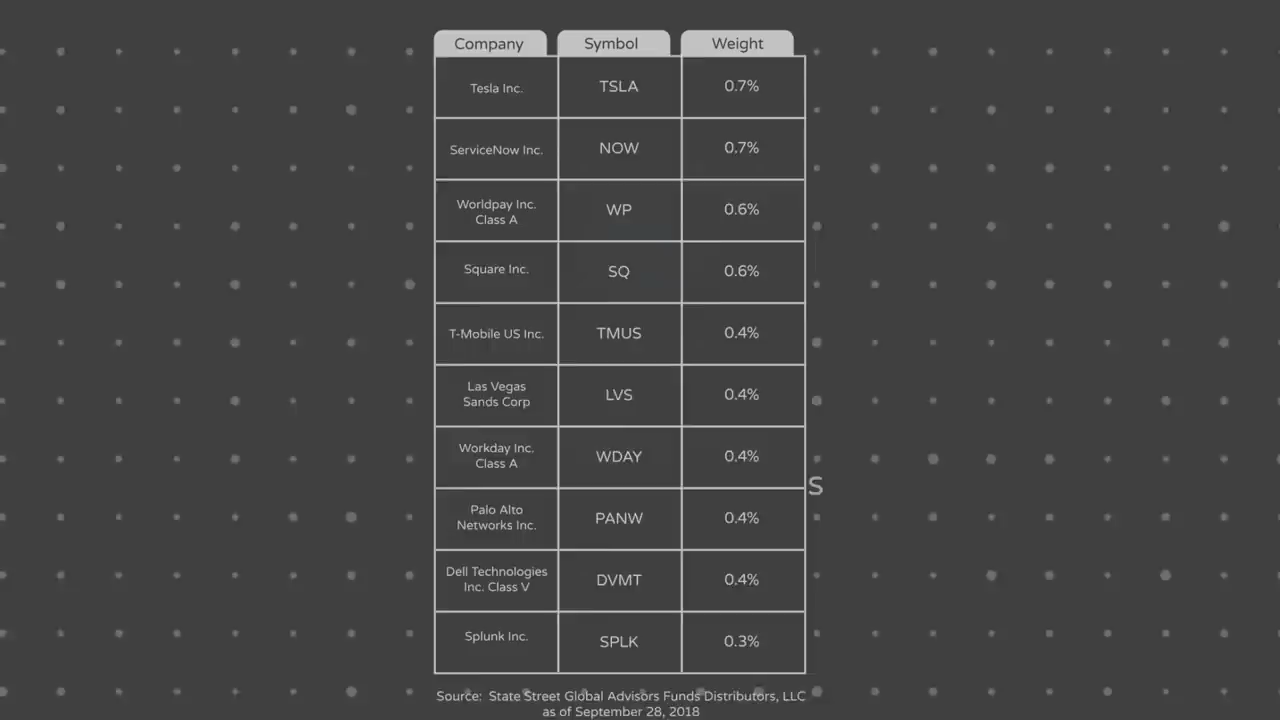 Company Symbol Weight
Tesla Inc. TSLA 0.7%
ServiceNow Inc. NOW 0.7%
Worldpay Inc.
Class A WP 0.6%
Square Inc. SQ 0.6%
T-Mobile US Inc. TMUS 0.4%
Las Vegas
Sands Corp LVS 0.4%
Workday Inc.
Class A WDAY 0.4%
S
Palo Alto
Networks Inc. PANW 0.4%
Dell Technologies
Inc. Class V DVMT 0.4%
Splunk Inc. SPLK 0.3%
Source: State Street Global Advisors Funds Distributors, LLC
as of September 28, 2018